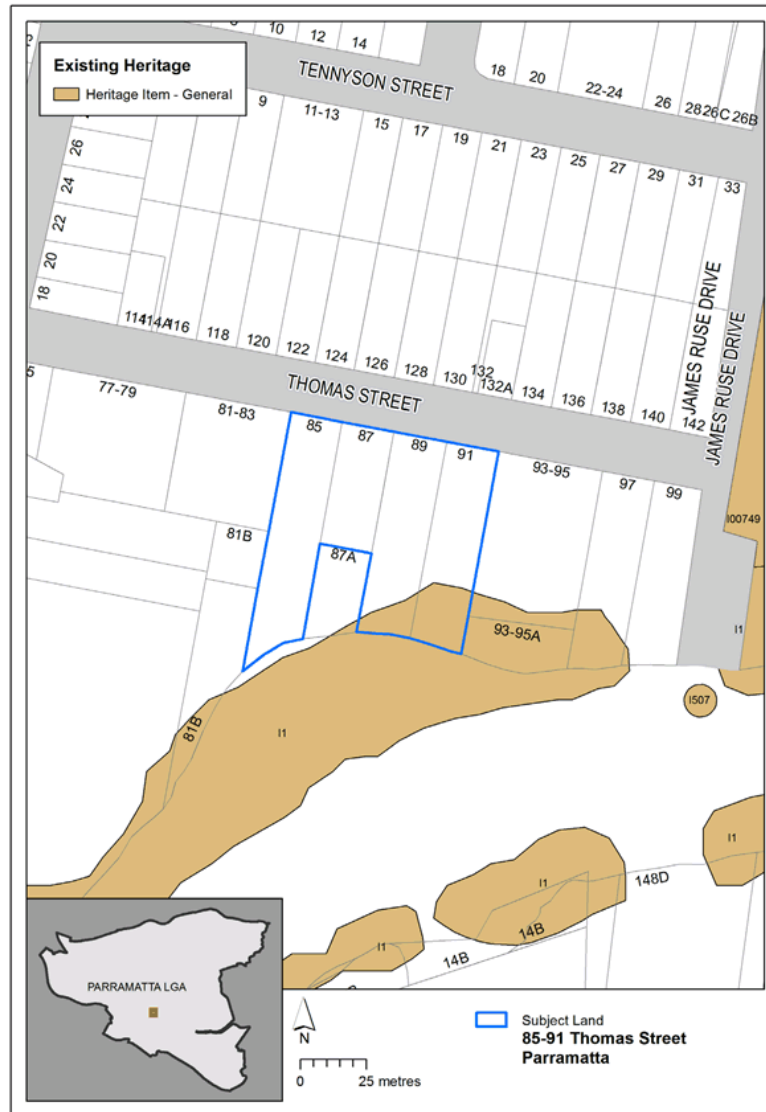 Existing Heritage
Heritage Item - General
10
12
14
18
20
22-24
26
28
26C
26B
TENNYSON STREET
9
11-13
15
17
19
21
23
25
27
29
31
33
26
24
22
20
18
JAMES RUSE DRIVE
JAMES RUSE DRIVE
114
114A
116
118
120
122
124
126
128
130
132
132A
134
136
138
140
142
THOMAS STREET
77-79
81-83
85
87
89
91
93-95
97
99
I00749
81B
87A
93-95A
I1
I507
81B
I1
I1
I1
148D
14B
I1
14B
PARRAMATTA LGA
N
0 25 metres
Subject Land
85-91 Thomas Street
Parramatta